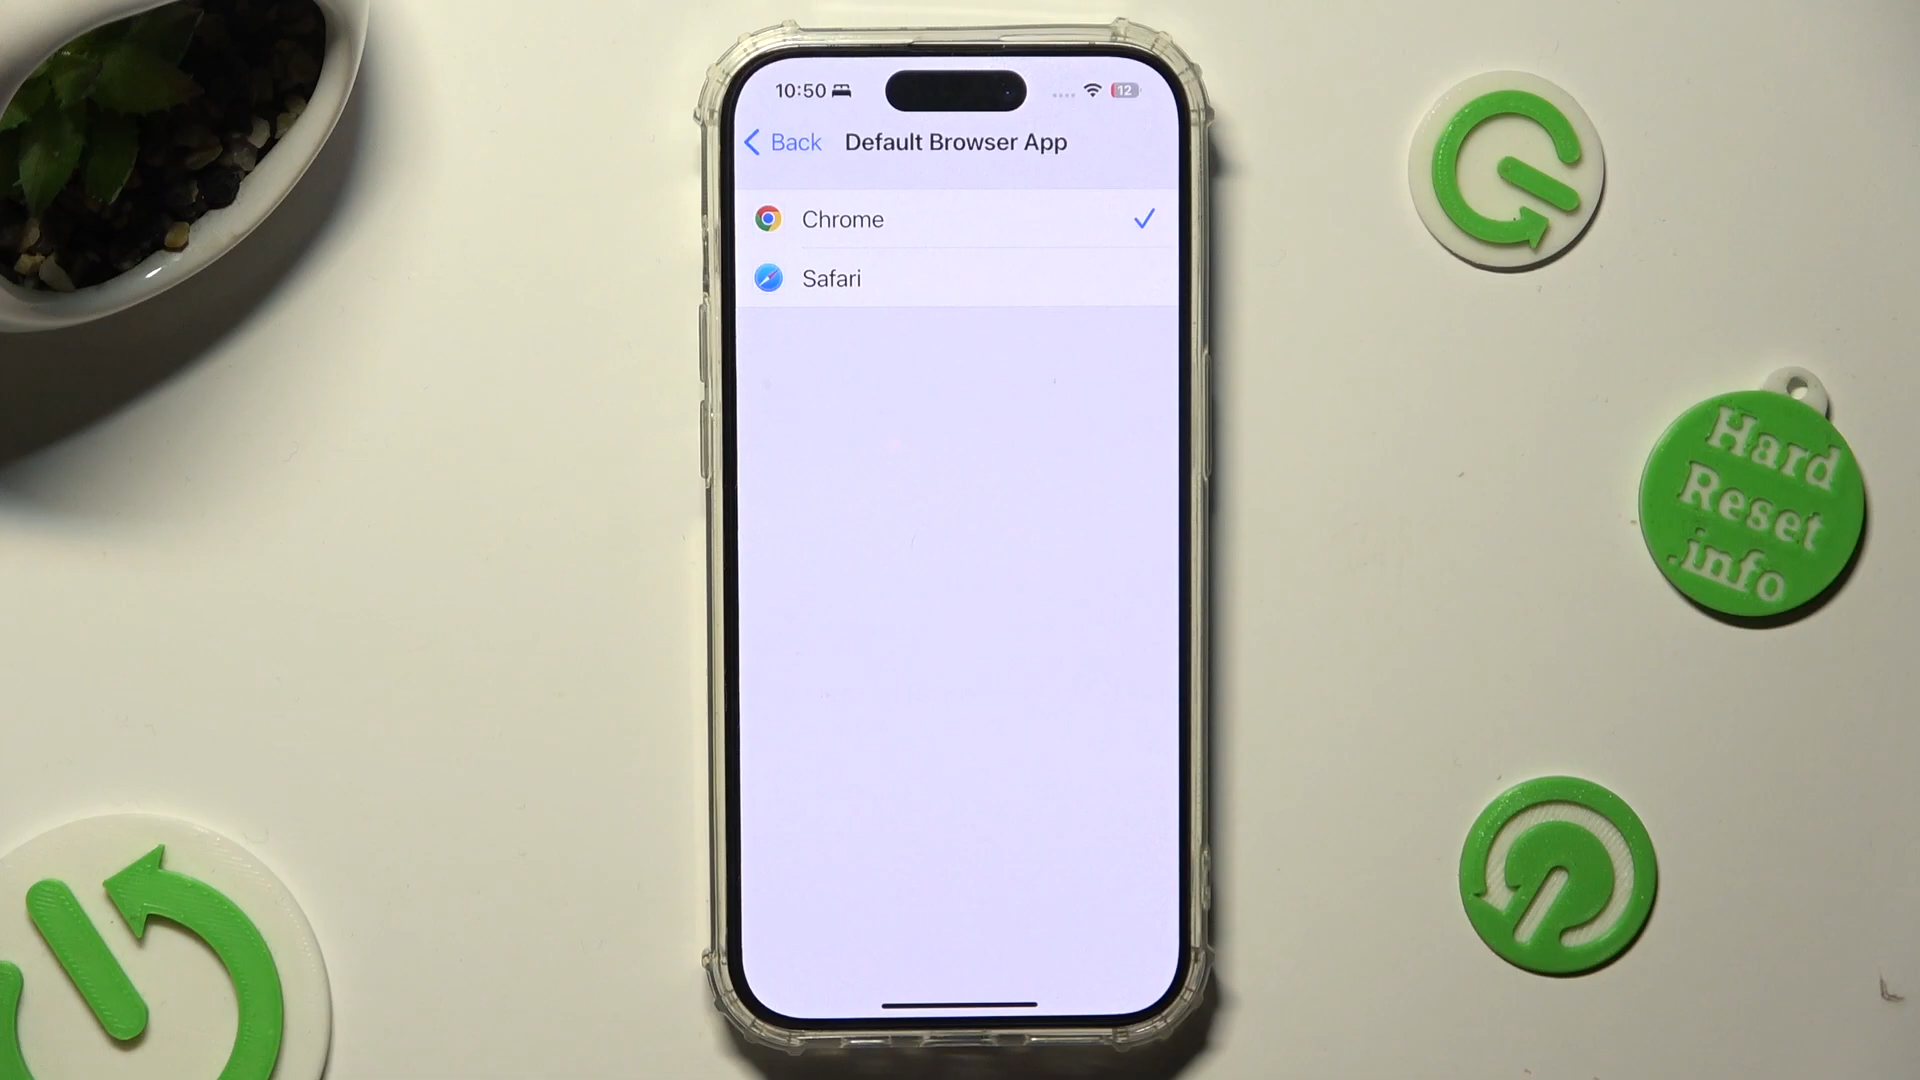 10:50
12
Back
Default Browser App
Chrome
Safari
Hard
Reset
.info